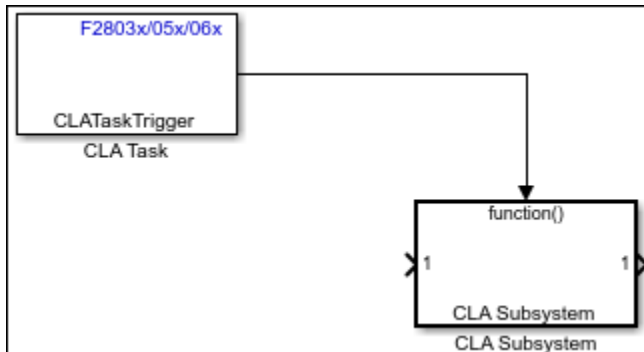 F2803x/05x/06x
CLATaskTrigger
CLA Task
function()
1 1
CLA Subsystem
CLA Subsystem